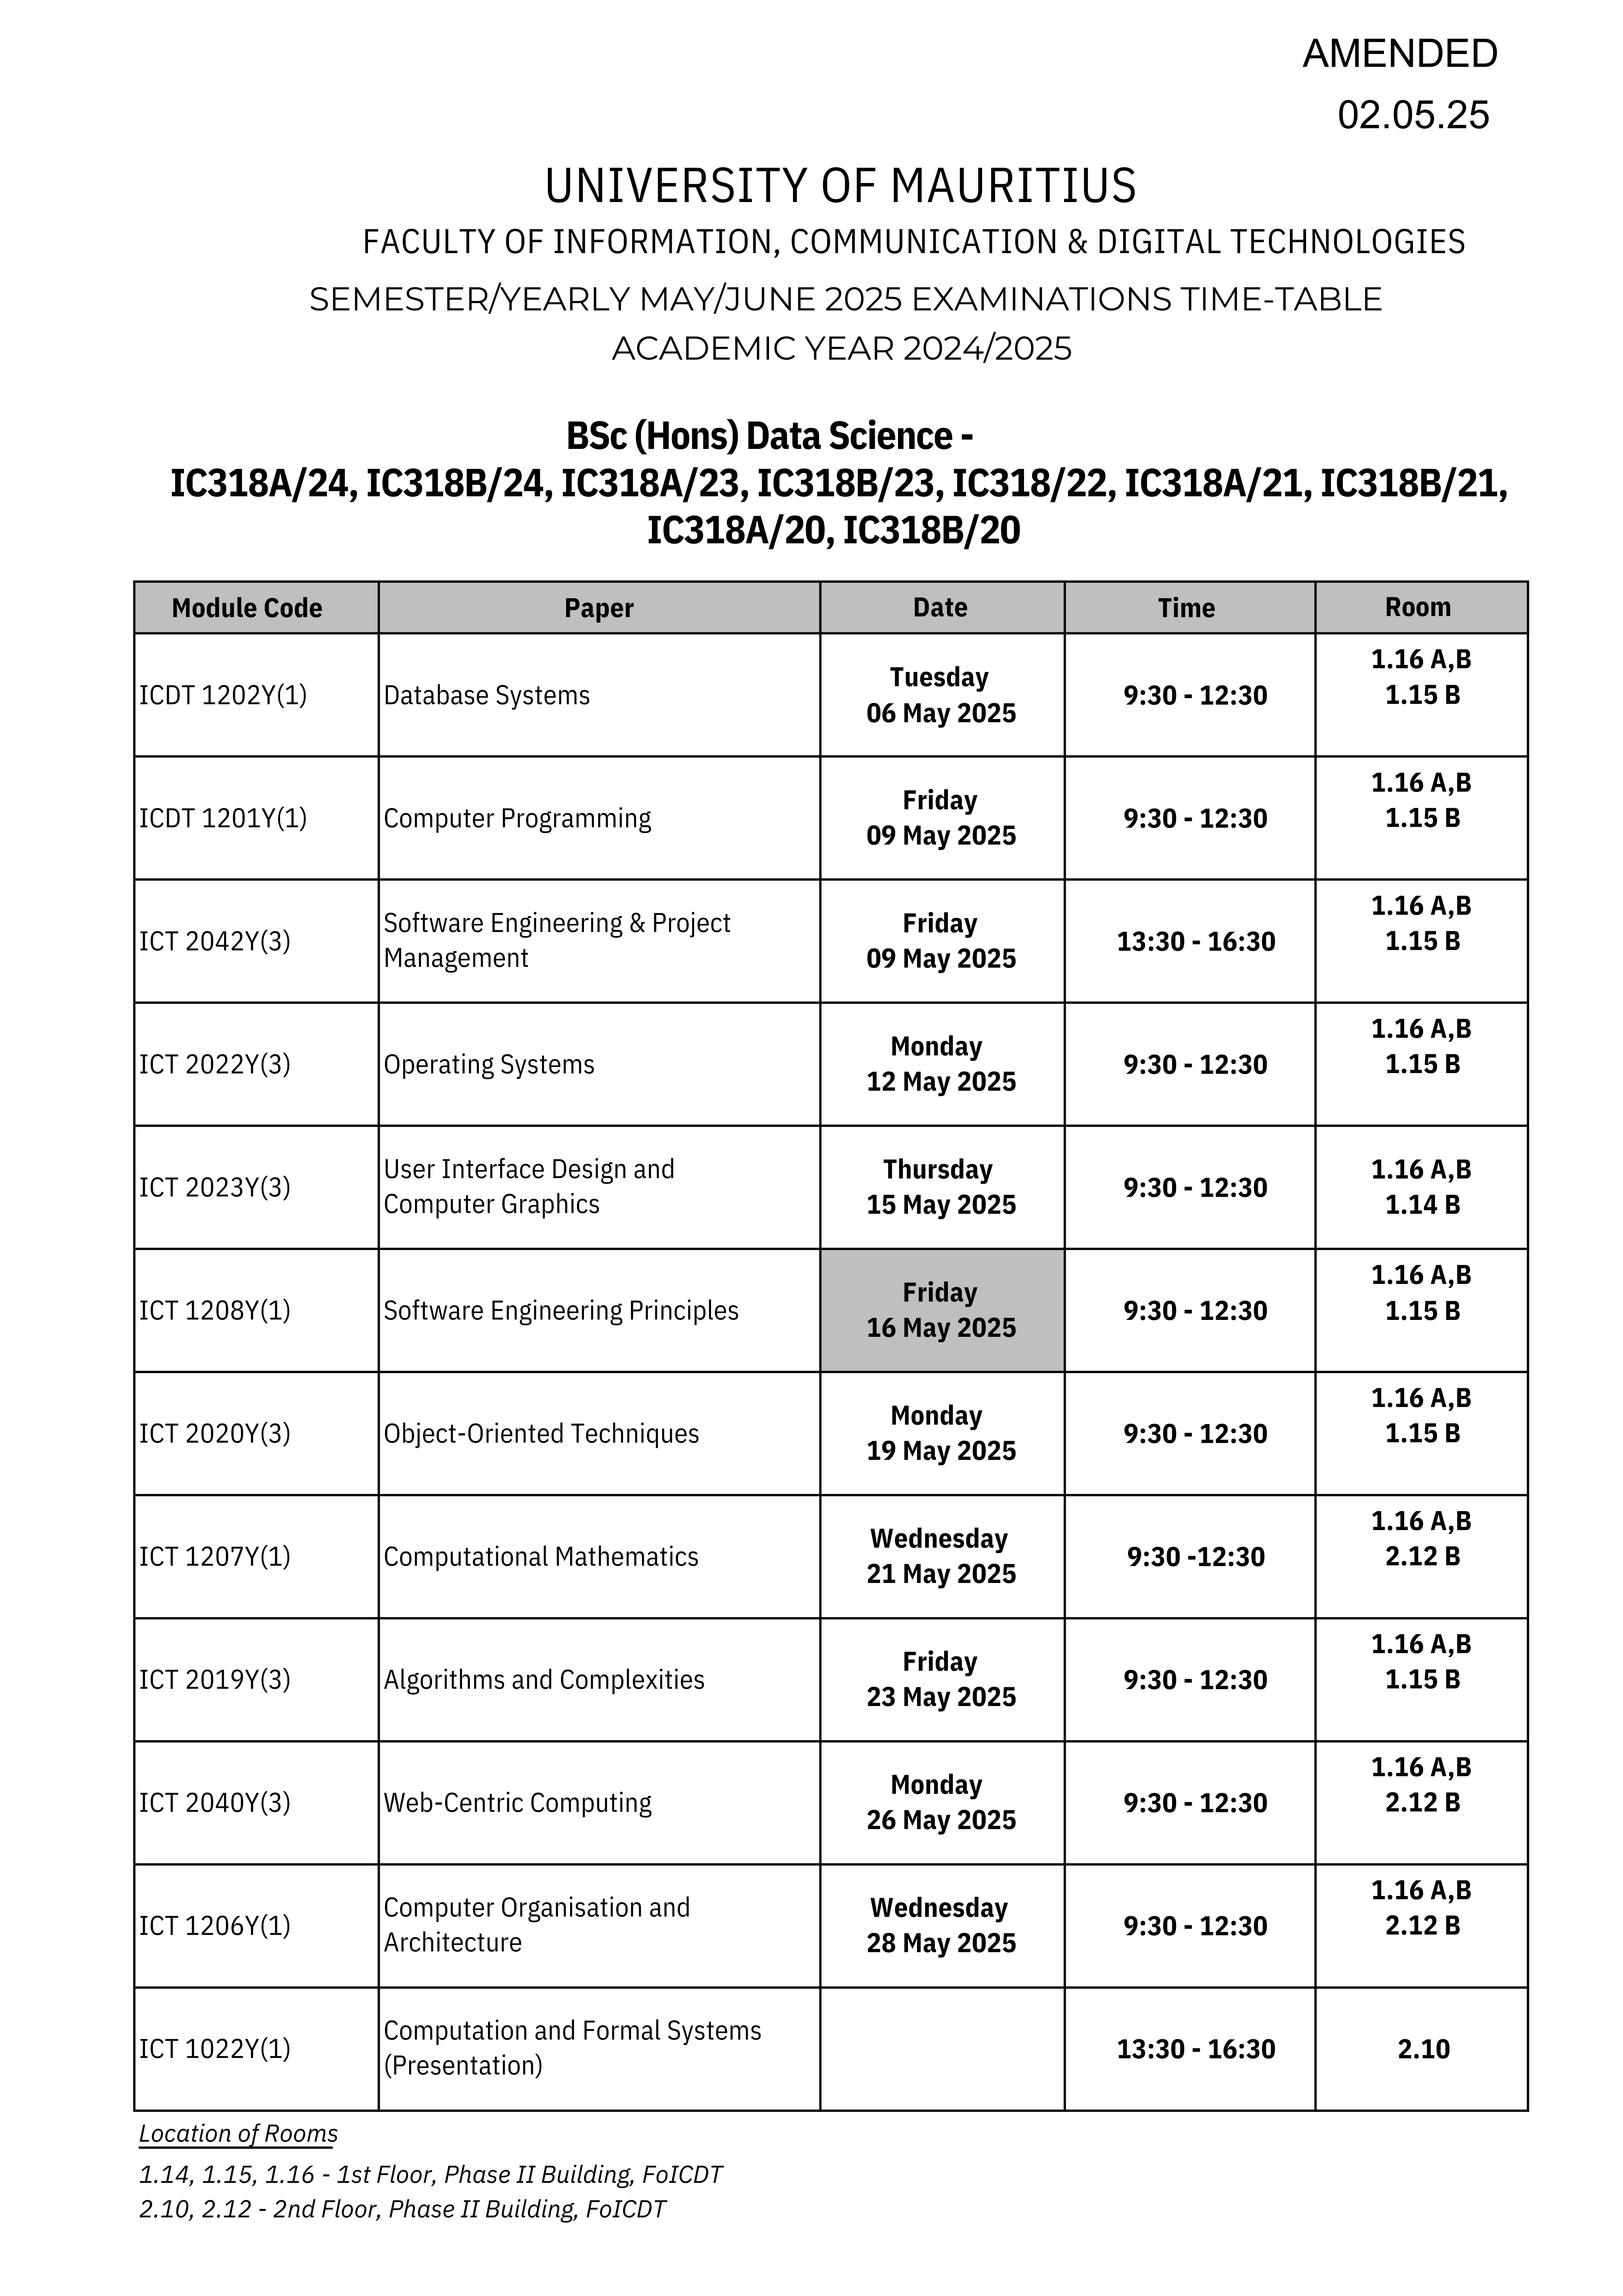 AMENDED
02.05.25
UNIVERSITY OF MAURITIUS
FACULTY OF INFORMATION, COMMUNICATION & DIGITAL TECHNOLOGIES
SEMESTER/YEARLY MAY/JUNE 2025 EXAMINATIONS TIME-TABLE
ACADEMIC YEAR 2024/2025
BSc (Hons) Data Science -
IC318A/24, IC318B/24, IC318A/23, IC318B/23, IC318/22, IC318A/21, IC318B/21,
IC318A/20, IC318B/20
Module Code Paper Date Time Room
ICDT 1202Y(1)
Database Systems
Tuesday
06 May 2025
9:30 - 12:30
1.16 A,B
1.15 B
ICDT 1201Y(1)
Computer Programming
Friday
09 May 2025
9:30 - 12:30
1.16 A,B
1.15 B
ICT 2042Y(3)
Software Engineering & Project
Management
Friday
09 May 2025
13:30 - 16:30
1.16 A,B
1.15 B
ICT 2022Y(3)
Operating Systems
Monday
12 May 2025
9:30 - 12:30
1.16 A,B
1.15 B
ICT 2023Y(3)
User Interface Design and
Computer Graphics
Thursday
15 May 2025
9:30 - 12:30
1.16 A,B
1.14 B
ICT 1208Y(1)
Software Engineering Principles
Friday
16 May 2025
9:30 - 12:30
1.16 A,B
1.15 B
ICT 2020Y(3)
Object-Oriented Techniques
Monday
19 May 2025
9:30 - 12:30
1.16 A,B
1.15 B
ICT 1207Y(1)
Computational Mathematics
Wednesday
21 May 2025
9:30 -12:30
1.16 A,B
2.12 B
ICT 2019Y(3)
Algorithms and Complexities
Friday
23 May 2025
9:30 - 12:30
1.16 A,B
1.15 B
ICT 2040Y(3)
Web-Centric Computing
Monday
26 May 2025
9:30 - 12:30
1.16 A,B
2.12 B
ICT 1206Y(1)
Computer Organisation and
Architecture
Wednesday
28 May 2025
9:30 - 12:30
1.16 A,B
2.12 B
ICT 1022Y(1)
Computation and Formal Systems
(Presentation)
13:30 - 16:30
2.10
Location of Rooms
1.14, 1.15, 1.16 - 1st Floor, Phase II Building, FoICDT
2.10, 2.12 - 2nd Floor, Phase II Building, FoICDT